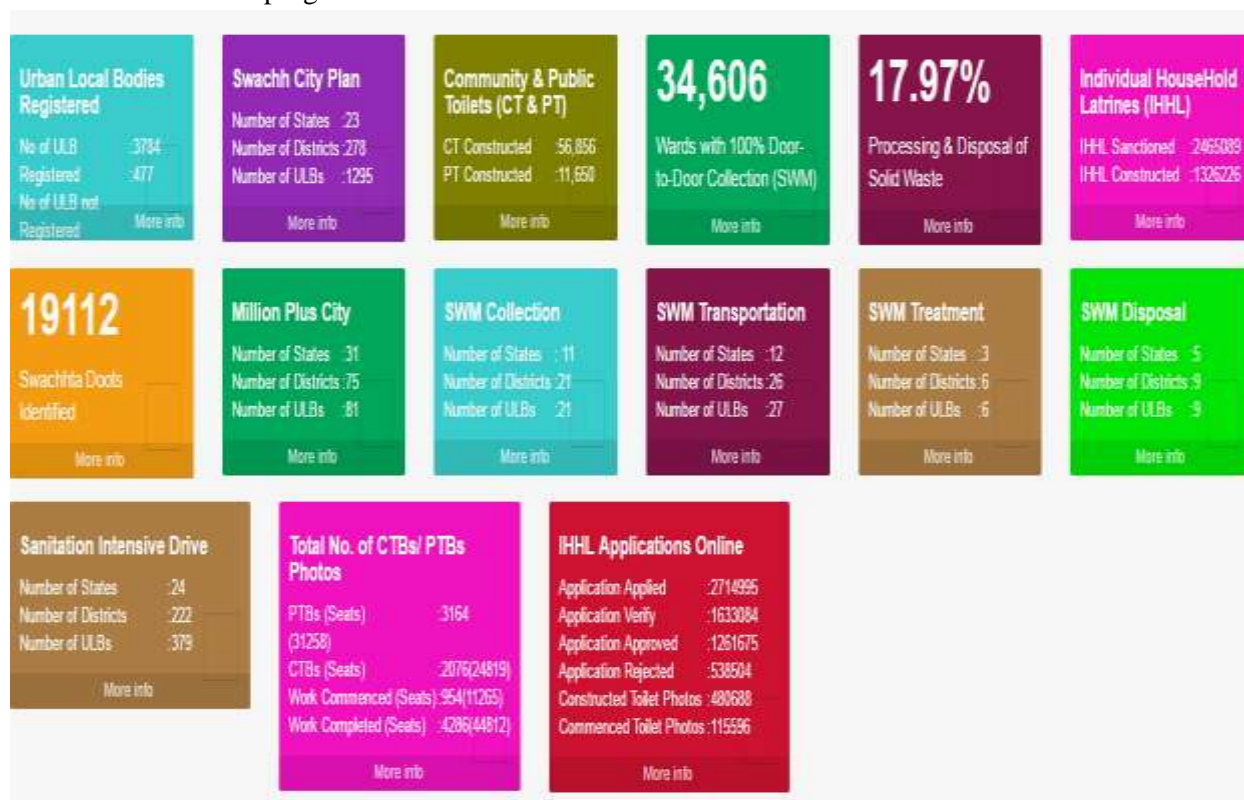 Urban Local Bodies
Registered
No of ULB :3784
Registered :477
No of ULB not
Registered
More info
Swachh City Plan
Number of States :23
Number of Districts :278
Number of ULBs :1295
More info
Community & Public
Toilets (CT & PT)
CT Constructed :56,856
PT Constructed :11,650
More info
34,606
Wards with 100% Door-
to-Door Collection (SWM)
More info
17.97%
Processing & Disposal of
Solid Waste
More info
Individual HouseHold
Latrines (IHHL)
IHHL Sanctioned :2465089
IHHL Constructed :1326226
More info
19112
Swachhta Doots
Identified
More info
Million Plus City
Number of States :31
Number of Districts :75
Number of ULBs :81
More info
SWM Collection
Number of States : 11
Number of Districts :21
Number of ULBs :21
More info
SWM Transportation
Number of States :12
Number of Districts :26
Number of ULBs :27
More info
SWM Treatment
Number of States :3
Number of Districts :6
Number of ULBs :6
More info
SWM Disposal
Number of States :5
Number of Districts :9
Number of ULBs :9
More info
Sanitation Intensive Drive
Number of States :24
Number of Districts :222
Number of ULBs :379
More info
Total No. of CTBs/ PTBs
Photos
PTBs (Seats) :3164
(31258)
CTBs (Seats) :2076(24819)
Work Commenced (Seats) :954(11265)
Work Completed (Seats) :4286(44812)
More info
IHHL Applications Online
Application Applied :2714995
Application Verify :1633084
Application Approved :1261675
Application Rejected :538504
Constructed Toilet Photos :480688
Commenced Toilet Photos :115596
More info